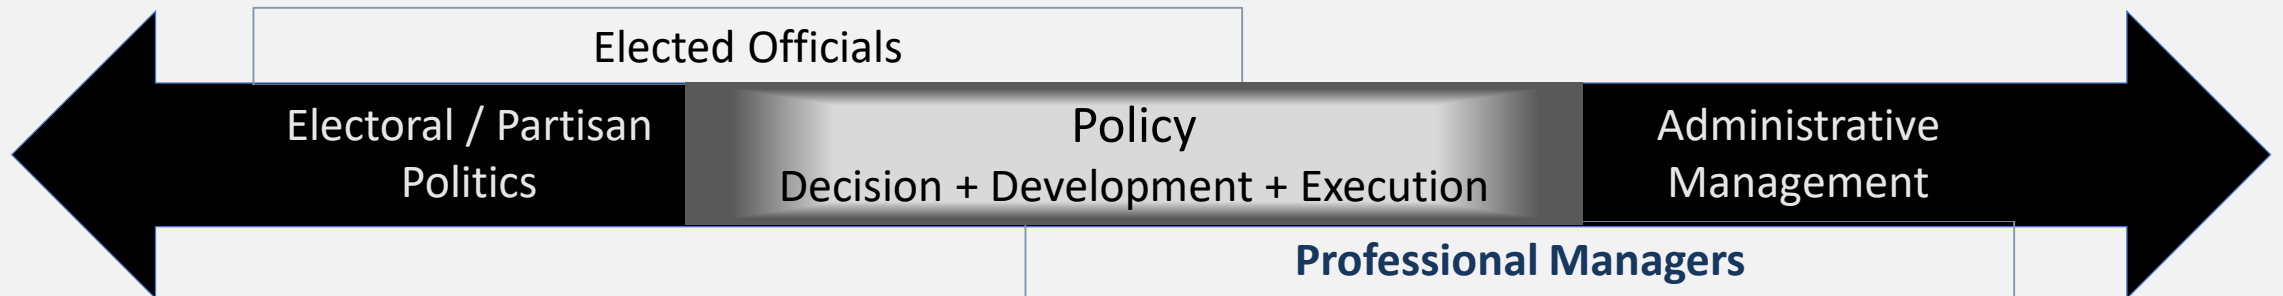 Elected Officials
Electoral / Partisan
Politics
Policy
Decision + Development + Execution
Administrative
Management
Professional Managers